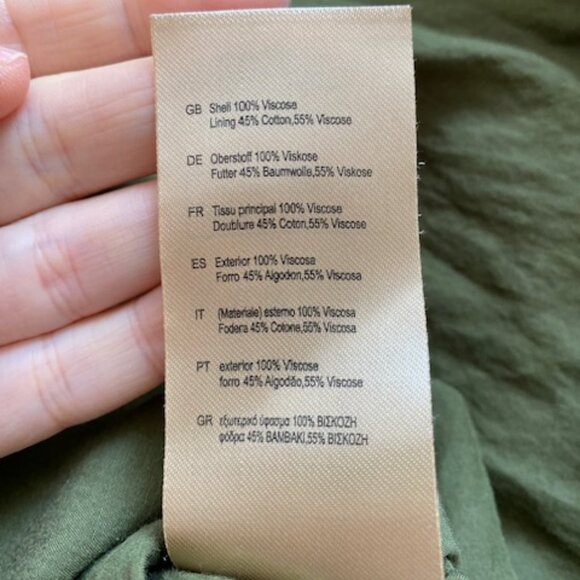 GB Shell 100% Viscose
Lining 45% Cotton,55% Viscose
DE Oberstoff 100% Viskose
Futter 45% Baumwolle,55% Viskose
FR Tissu principal 100% Viscose
Doublure 45% Coton,55% Viscose
ES Exterior 100% Viscosa
Forro 45% Algodon,55% Viscosa
IT (Materiale) esterno 100% Viscosa
Fodera 45% Cotone,55% Viscosa
PT exterior 100% Viscose
forro 45% Algodão,55% Viscose
GR εξωτερικό ύφασμα 100% ΒΙΣΚΟΖΗ
φόδρα 45% ΒΑΜΒΑΚΙ,55% ΒΙΣΚΟΖΗ